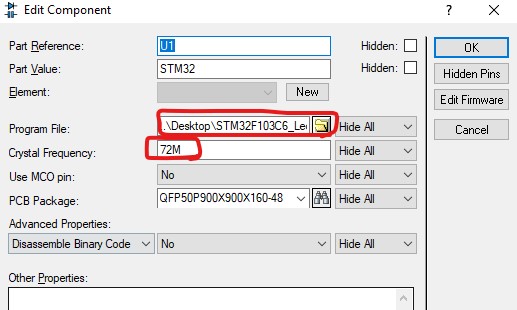 Edit Component
? ×
Part Reference: U1 Hidden:
Part Value: STM32 Hidden:
Element: New
Program File: ..\Desktop\STM32F103C6_Le Hide All
Crystal Frequency: 72M Hide All
Use MCO pin: No Hide All
PCB Package: QFP50P900X900X160-48 Hide All
Advanced Properties:
Disassemble Binary Code No Hide All
Other Properties:
OK
Hidden Pins
Edit Firmware
Cancel